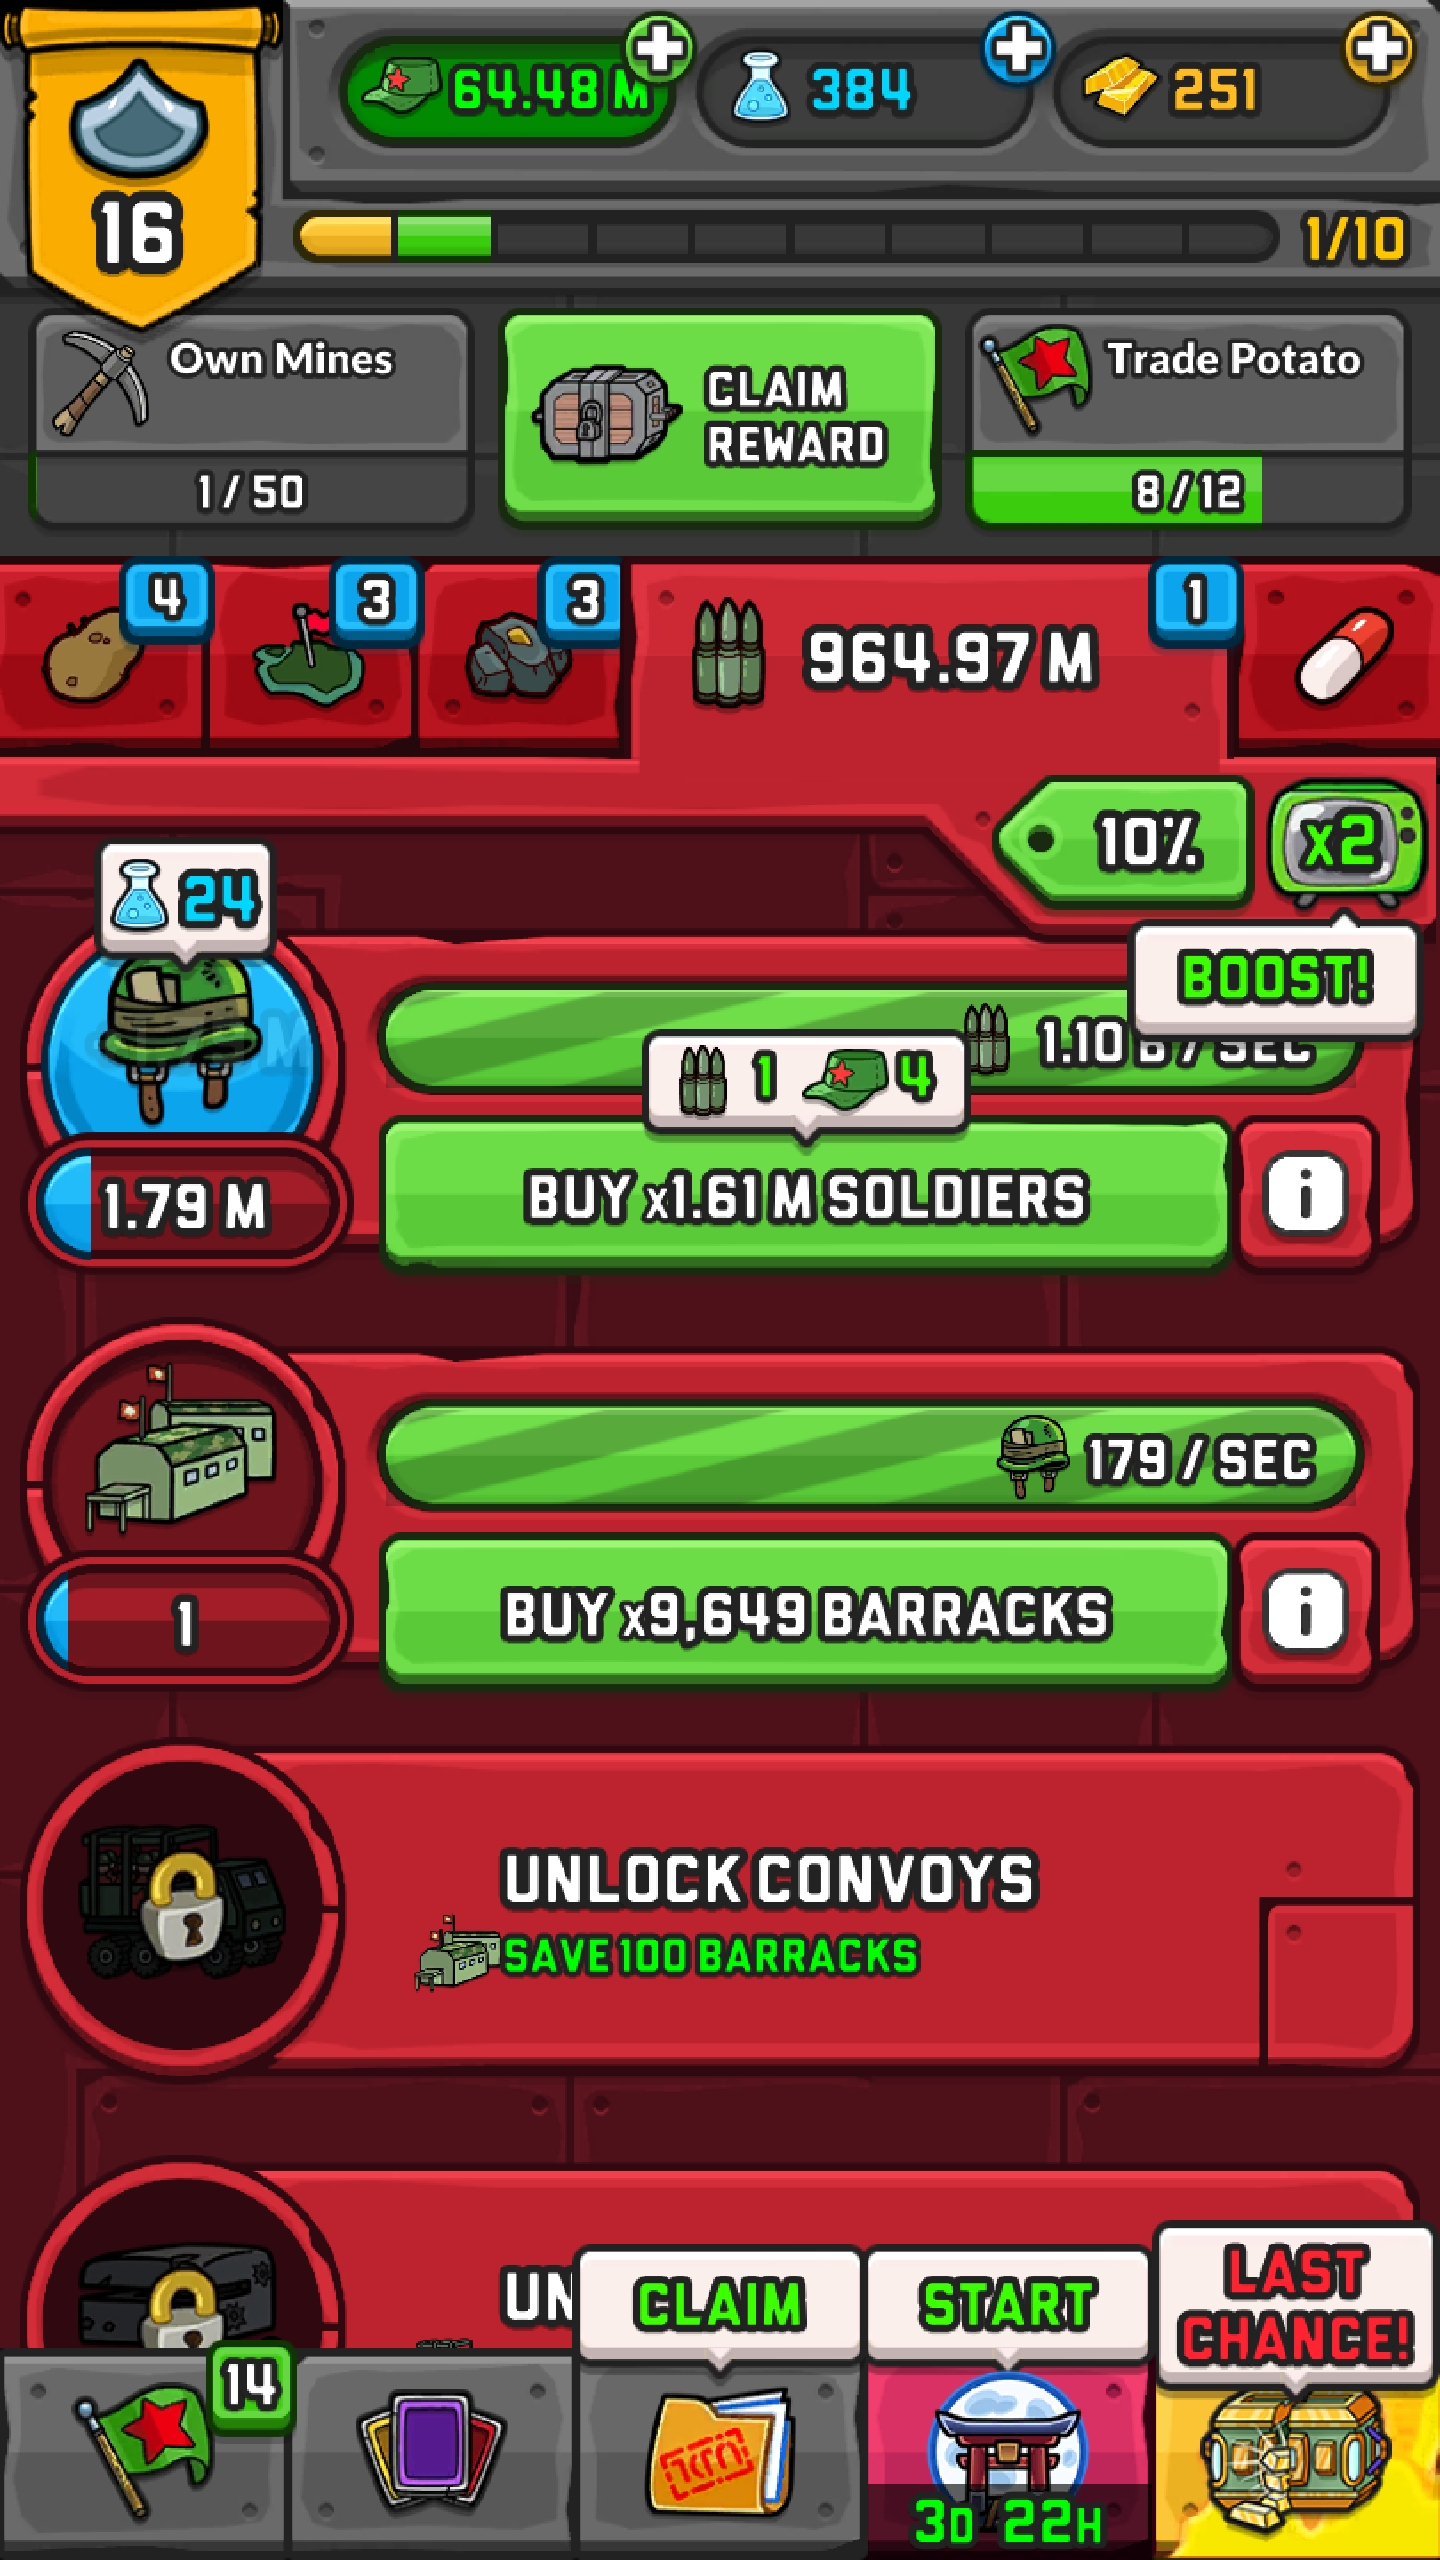 64.48 M
384
251
16
1/10
Own Mines
1 / 50
CLAIM
REWARD
Trade Potato
8 / 12
4
3
3
964.97 M
1
10%
x2
BOOST!
24
1.10 B / SEC
1
4
1.79 M
BUY x1.61 M SOLDIERS
i
179 / SEC
1
BUY x9,649 BARRACKS
i
UNLOCK CONVOYS
SAVE 100 BARRACKS
UN
CLAIM
START
LAST
CHANCE!
14
3D 22H